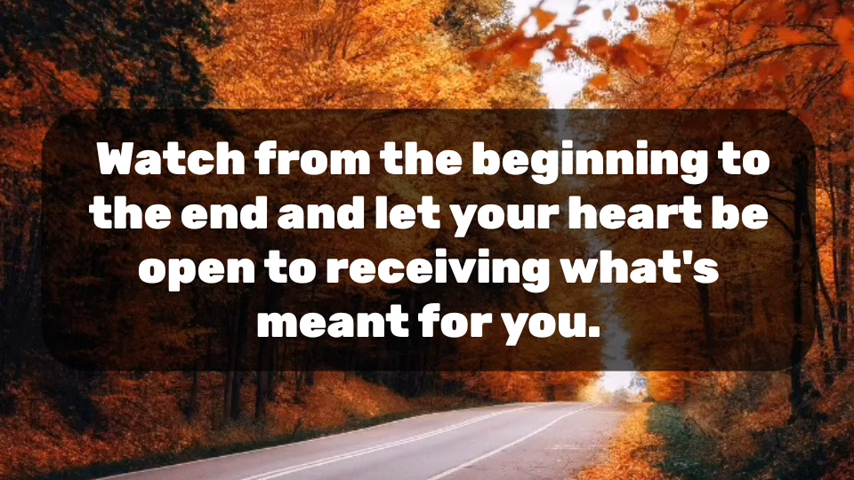 Watch from the beginning to
the end and let your heart be
open to receiving what's
meant for you.